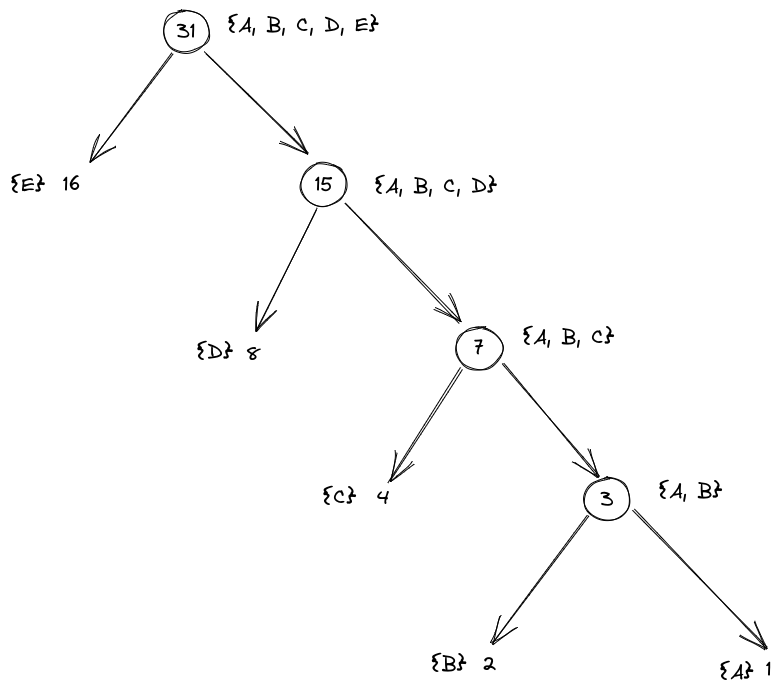 31 {A, B, C, D, E}
{E} 16
15 {A, B, C, D}
{D} 8
7 {A, B, C}
{C} 4
3 {A, B}
{B} 2
{A} 1